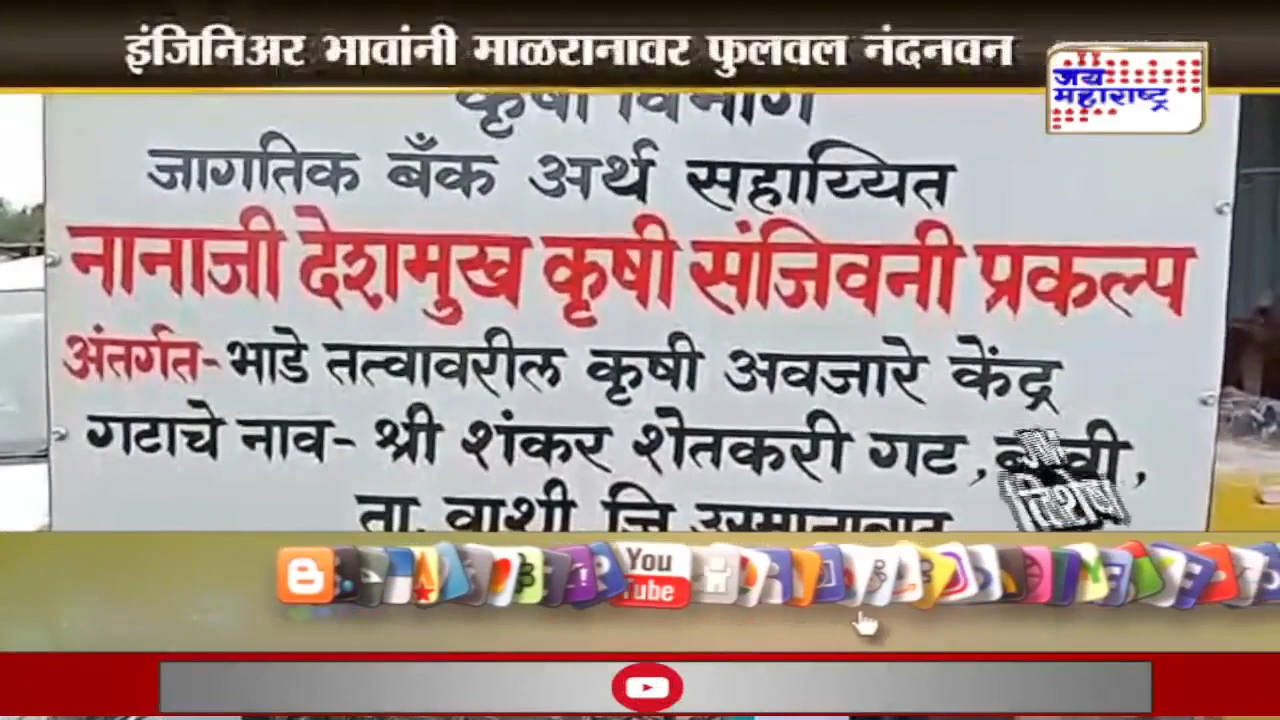 इंजिनिअर भावांनी माळरानावर फुलवल नंदनवन
जय
महाराष्ट्र
कृषी विभाग
जागतिक बँक अर्थ सहाय्यित
नानाजी देशमुख कृषी संजिवनी प्रकल्प
अंतर्गत-भाडे तत्वावरील कृषी अवजारे केंद्र
गटाचे नाव- श्री शंकर शेतकरी गट,
विशेष
ता. वाशी जि उस्मानाबाद
You
Tube